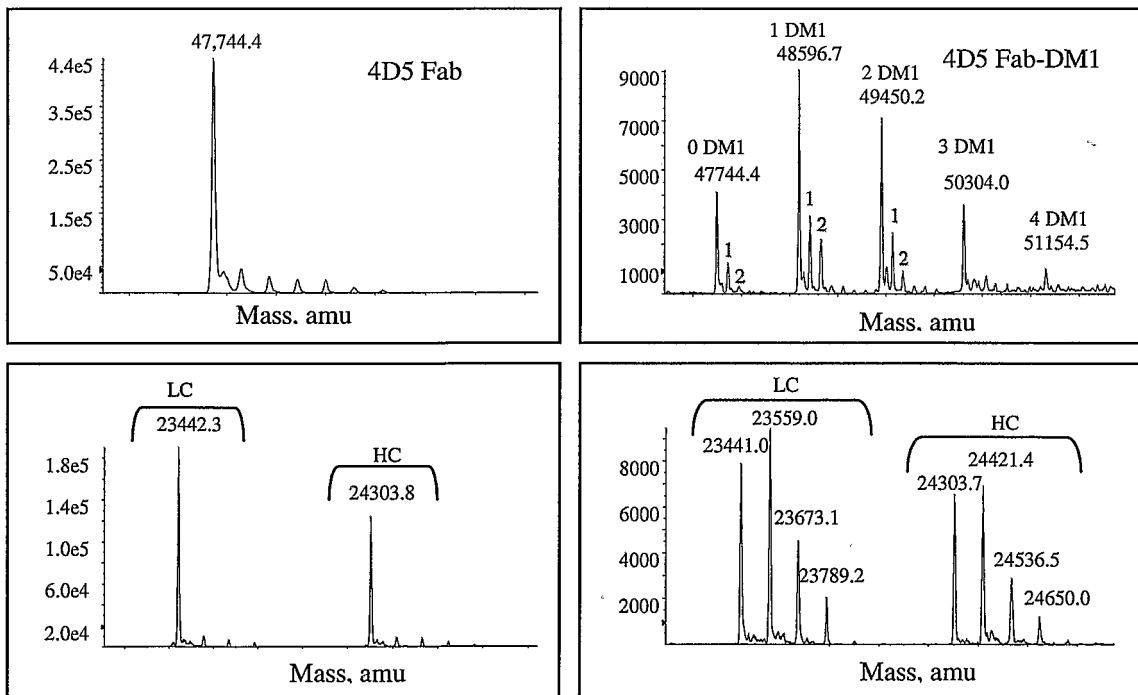 47,744.4
4D5 Fab
4.4e5
3.5e5
2.5e5
1.5e5
5.0e4
Mass. amu
1 DM1
48596.7
4D5 Fab-DM1
2 DM1
49450.2
9000
7000
5000
3000
1000
0 DM1
47744.4
3 DM1
50304.0
4 DM1
51154.5
1
2
1
2
1
2
Mass. amu
LC
23442.3
HC
24303.8
1.8e5
1.4e5
1.0e5
6.0e4
2.0e4
Mass, amu
LC
23559.0
23441.0
HC
24421.4
24303.7
8000
6000
4000
2000
23673.1
23789.2
24536.5
24650.0
Mass, amu